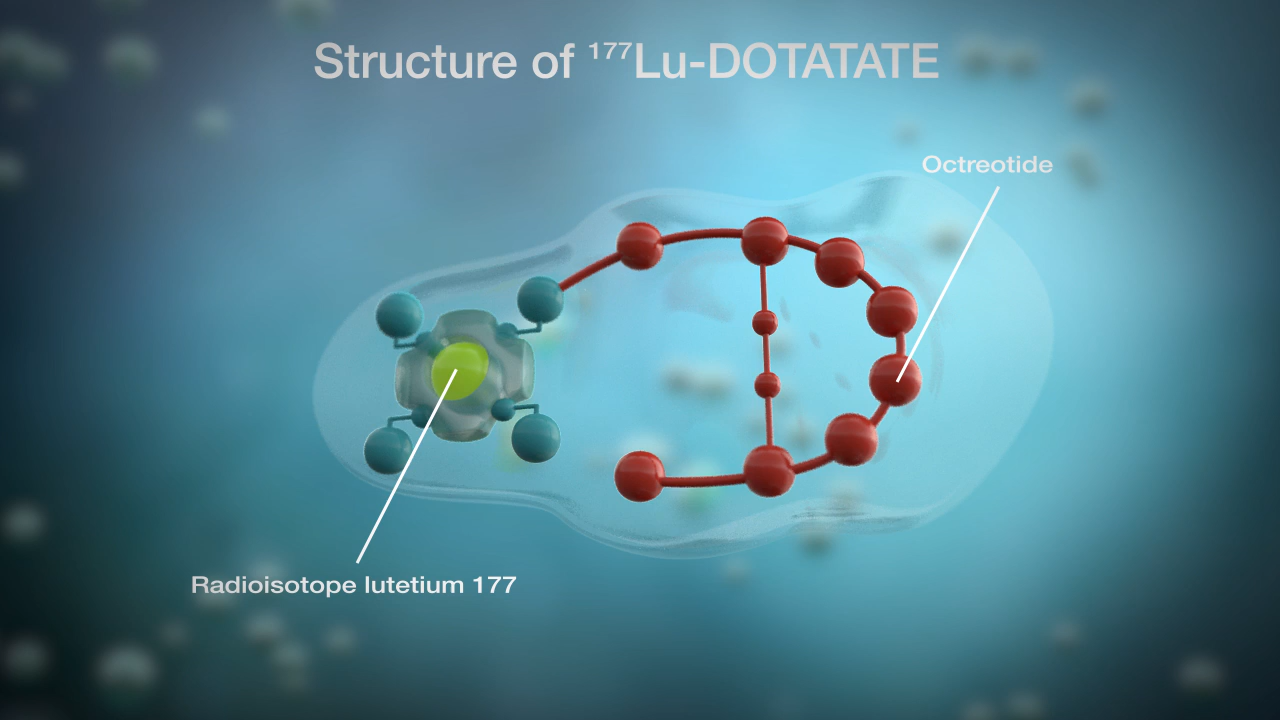 Structure of ¹⁷⁷Lu-DOTATATE
Octreotide
Radioisotope lutetium 177